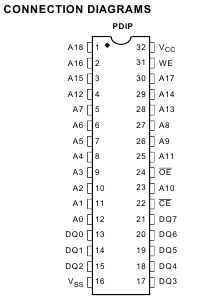 CONNECTION DIAGRAMS
PDIP
A18 1 32 VCC
A16 2 31 WE
A15 3 30 A17
A12 4 29 A14
A7 5 28 A13
A6 6 27 A8
A5 7 26 A9
A4 8 25 A11
A3 9 24 OE
A2 10 23 A10
A1 11 22 CE
A0 12 21 DQ7
DQ0 13 20 DQ6
DQ1 14 19 DQ5
DQ2 15 18 DQ4
VSS 16 17 DQ3